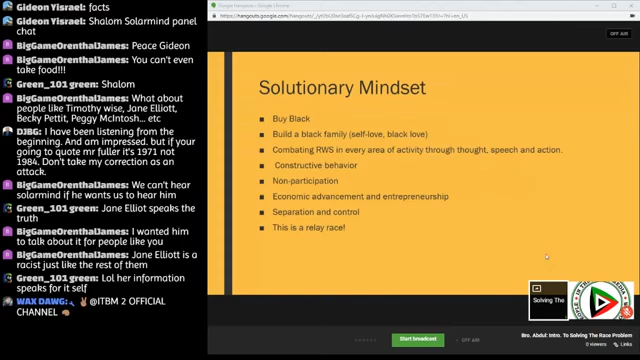 Gideon Yisrael: facts
Shalom Solarmind panel
chat
BigGameOrenthalJames: Peace Gideon
BigGameOrenthalJames: You can't even
take food!!!
Green_101 green: Shalom
BigGameOrenthalJames: What about
people like Timothy wise, Jane Elliott,
Becky Pettit, Peggy McIntosh... etc
DJBG: I have been listening from the
beginning. And am impressed. but if your
going to quote mr fuller it's 1971 not
1984. Don't take my correction as an
attack.
BigGameOrenthalJames: We can't hear
solarmind if he wants us to hear him
Green_101 green: Jane Elliot speaks the
truth
BigGameOrenthalJames: I wanted him
to talk about it for people like you
BigGameOrenthalJames: Jane Elliott is a
racist just like the rest of them
Green_101 green: Lol her information
speaks for it self
WAX DAWG: @ITBM 2 OFFICIAL
CHANNEL
OFF AIR
Solutionary Mindset
Buy Black
Build a black family (self-love, black love)
Combating RWS in every area of activity through thought, speech and action.
Constructive behavior
Non-participation
Economic advancement and entrepreneurship
Separation and control
This is a relay race!
Solving The
IN THE
MEDIA
Start broadcast
OFF AIR
Bro. Abdul: Intro. To Solving The Race Problem
0 viewers
Links